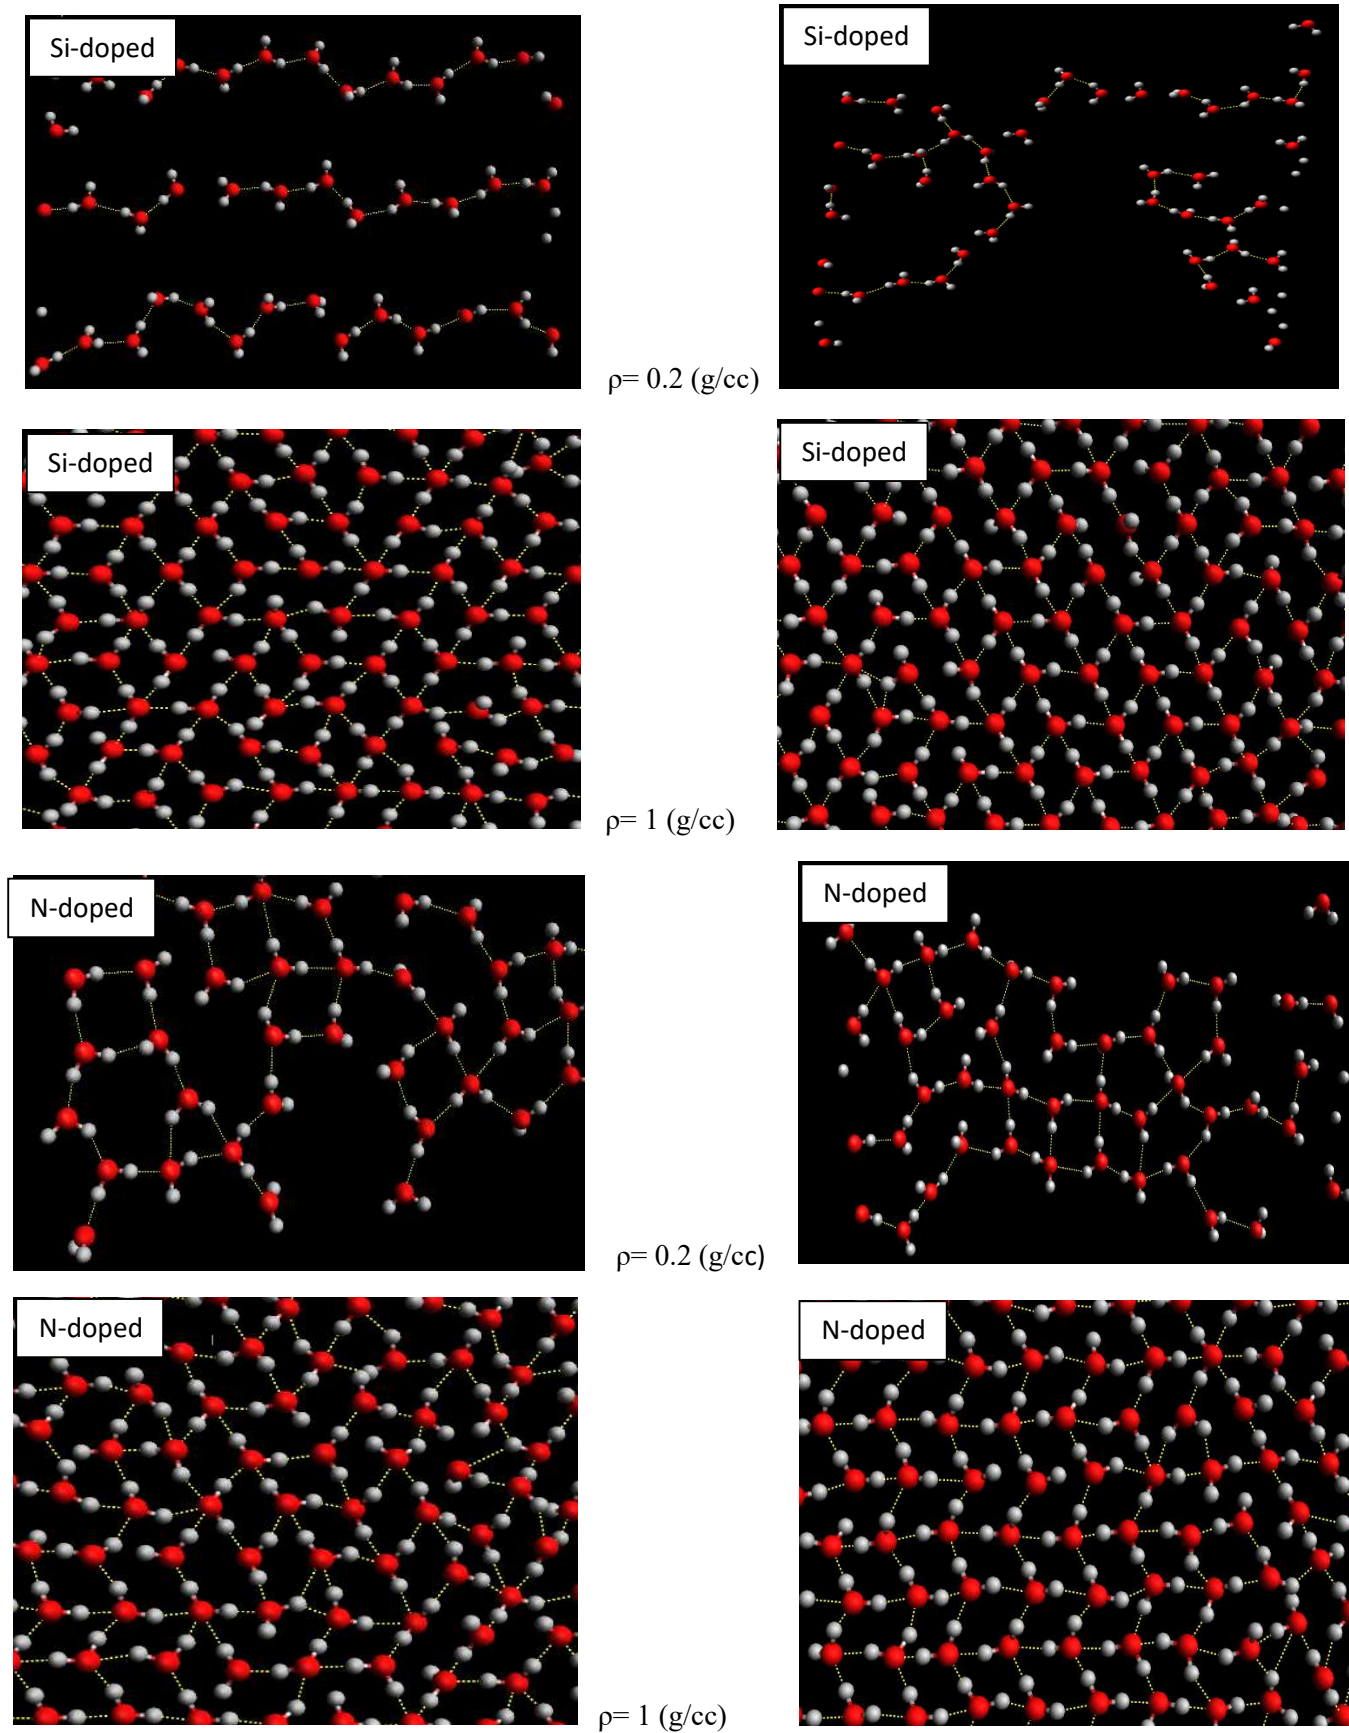 Si-doped
Si-doped
ρ= 0.2 (g/cc)
Si-doped
Si-doped
ρ= 1 (g/cc)
N-doped
N-doped
ρ= 0.2 (g/cc)
N-doped
N-doped
ρ= 1 (g/cc)